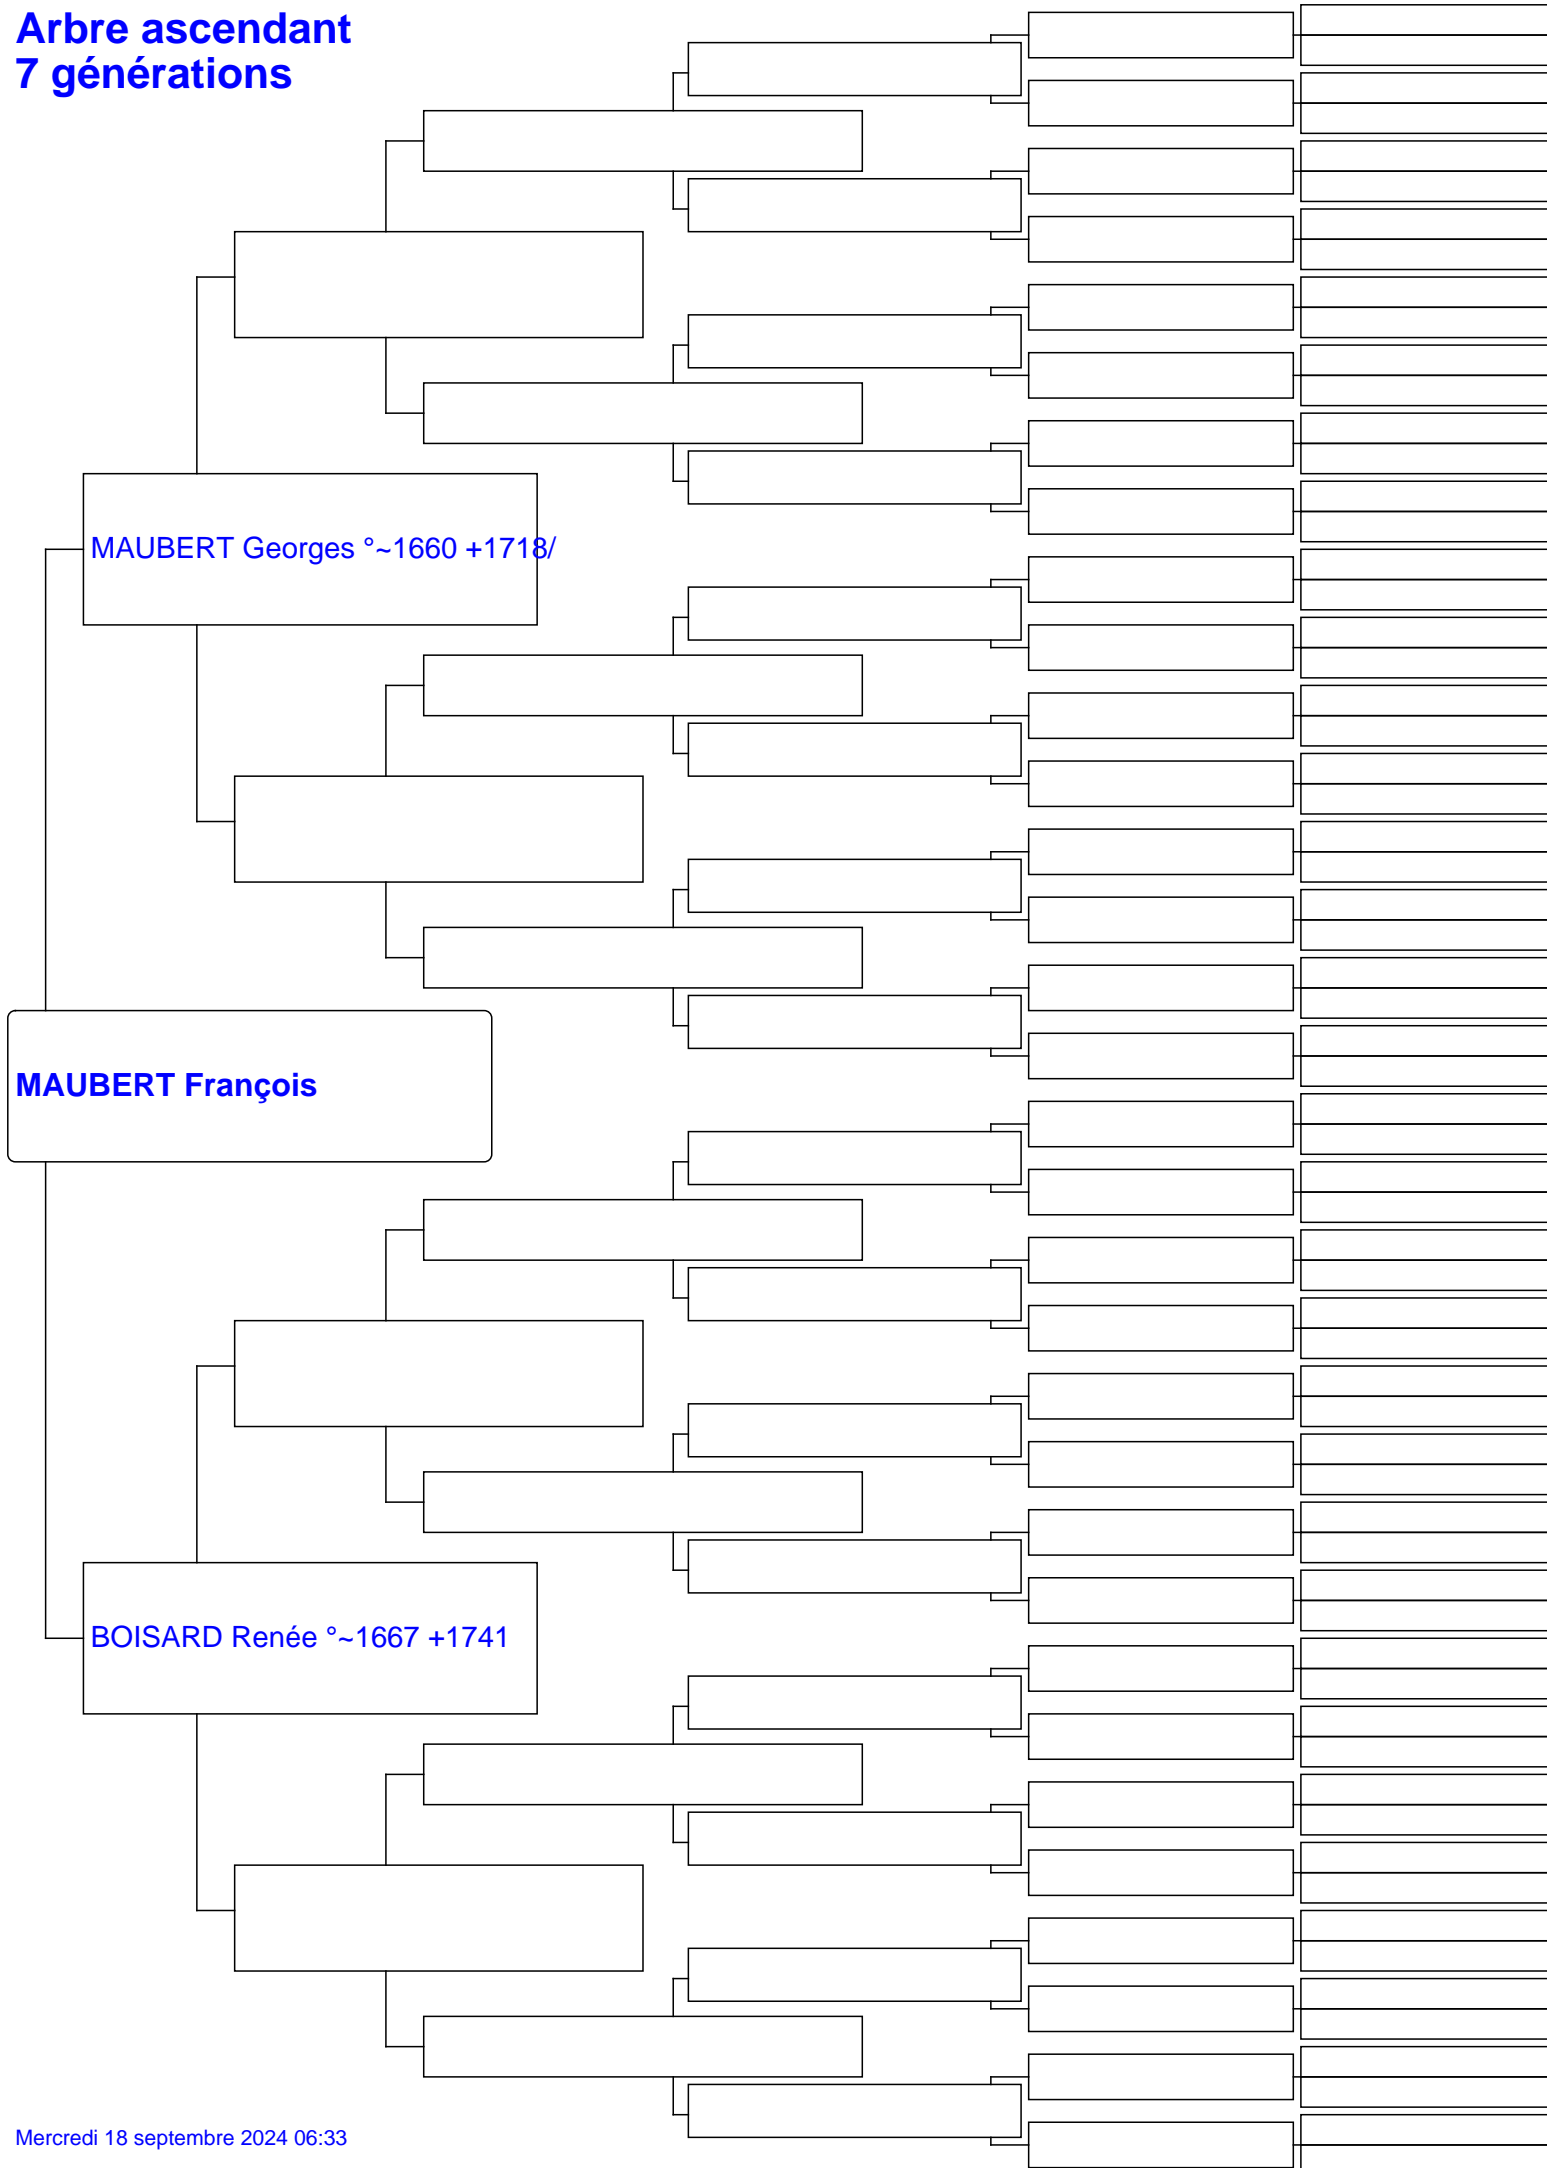 Arbre ascendant
7 générations
MAUBERT Georges °~1660 +1718/
MAUBERT François
BOISARD Renée °~1667 +1741
Mercredi 18 septembre 2024 06:33